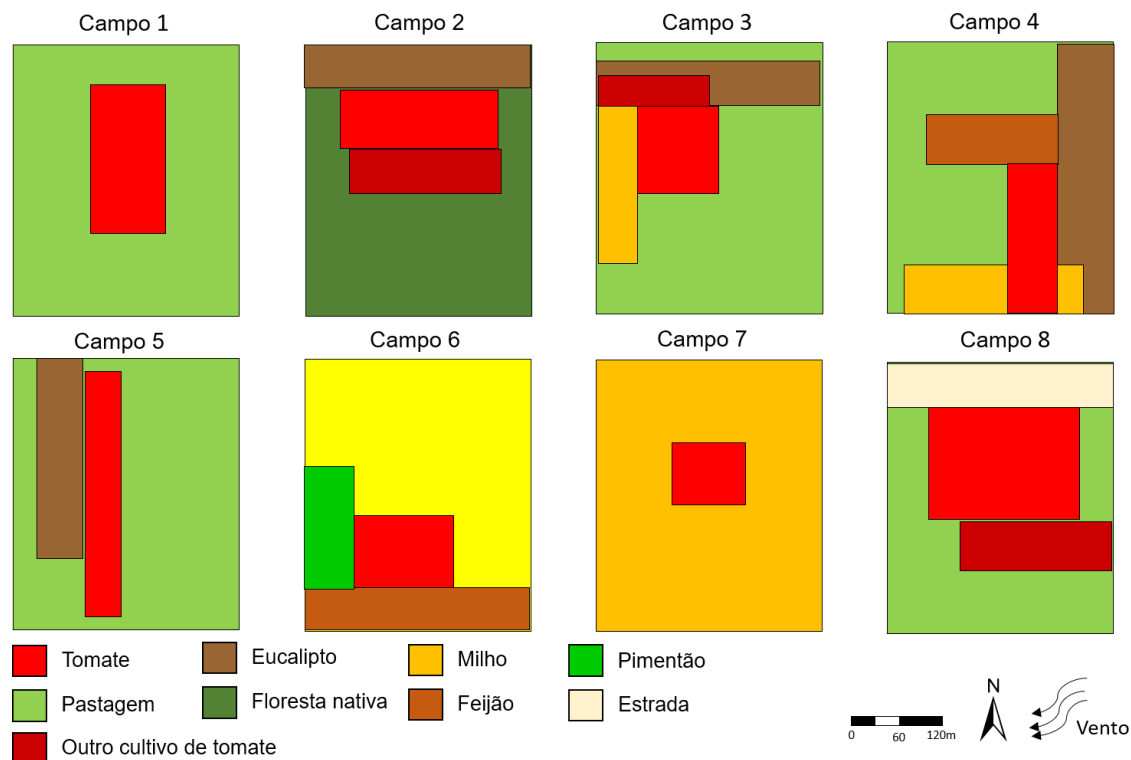 Campo 1
Campo 2
Campo 3
Campo 4
Campo 5
Campo 6
Campo 7
Campo 8
Tomate
Eucalipto
Milho
Pimentão
Pastagem
Floresta nativa
Feijão
Estrada
Outro cultivo de tomate
0 60 120m
N
Vento